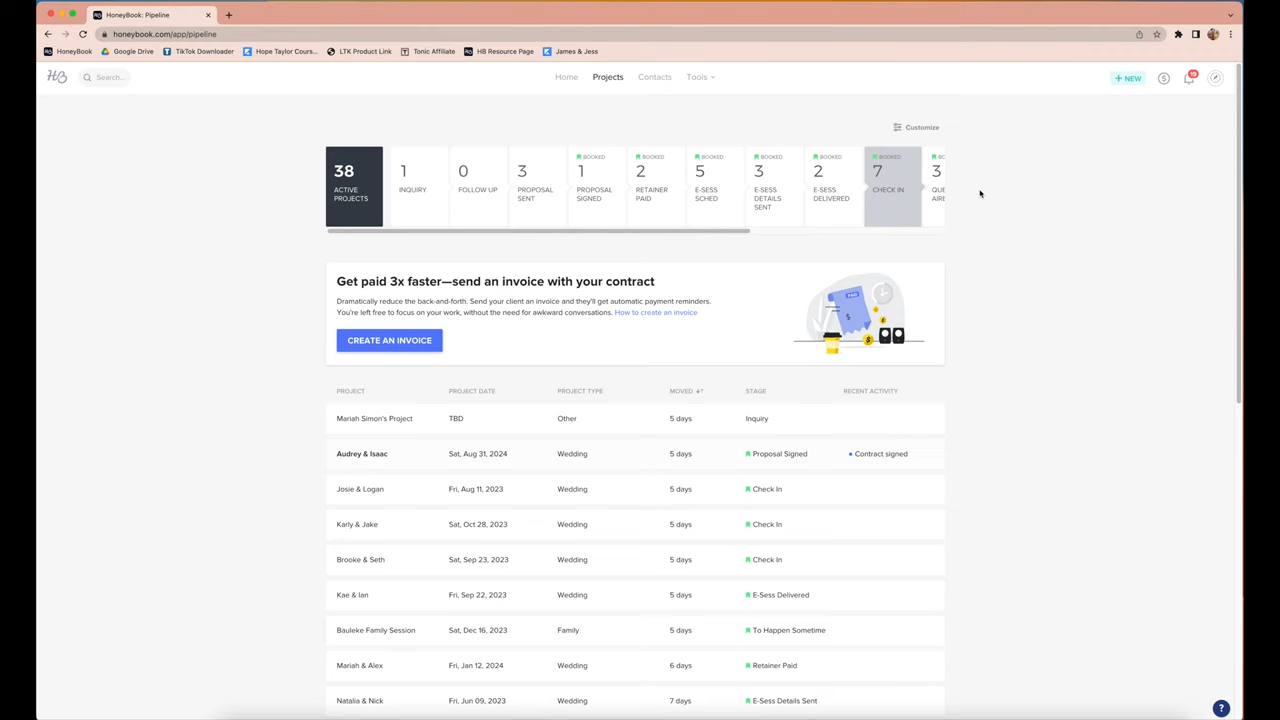 HoneyBook: Pipeline
honeybook.com/app/pipeline
HoneyBook
Google Drive
TikTok Downloader
Hope Taylor Cours...
LTK Product Link
Tonic Affiliate
HB Resource Page
James & Jess
HB
Search...
Home
Projects
Contacts
Tools
+ NEW
19
Customize
38
ACTIVE
PROJECTS
1
INQUIRY
0
FOLLOW UP
3
PROPOSAL
SENT
BOOKED
1
PROPOSAL
SIGNED
BOOKED
2
RETAINER
PAID
BOOKED
5
E-SESS
SCHED
BOOKED
3
E-SESS
DETAILS
SENT
BOOKED
2
E-SESS
DELIVERED
BOOKED
7
CHECK IN
BC
3
QUE
AIRE
Get paid 3x faster—send an invoice with your contract
Dramatically reduce the back-and-forth. Send your client an invoice and they'll get automatic payment reminders.
You're left free to focus on your work, without the need for awkward conversations. How to create an invoice
CREATE AN INVOICE
PAID
PROJECT PROJECT DATE PROJECT TYPE MOVED STAGE RECENT ACTIVITY
Mariah Simon's Project TBD Other 5 days Inquiry
Audrey & Isaac Sat, Aug 31, 2024 Wedding 5 days Proposal Signed Contract signed
Josie & Logan Fri, Aug 11, 2023 Wedding 5 days Check In
Karly & Jake Sat, Oct 28, 2023 Wedding 5 days Check In
Brooke & Seth Sat, Sep 23, 2023 Wedding 5 days Check In
Kae & Ian Fri, Sep 22, 2023 Wedding 5 days E-Sess Delivered
Bauleke Family Session Sat, Dec 16, 2023 Family 5 days To Happen Sometime
Mariah & Alex Fri, Jan 12, 2024 Wedding 6 days Retainer Paid
Natalia & Nick Fri, Jun 09, 2023 Wedding 7 days E-Sess Details Sent
?